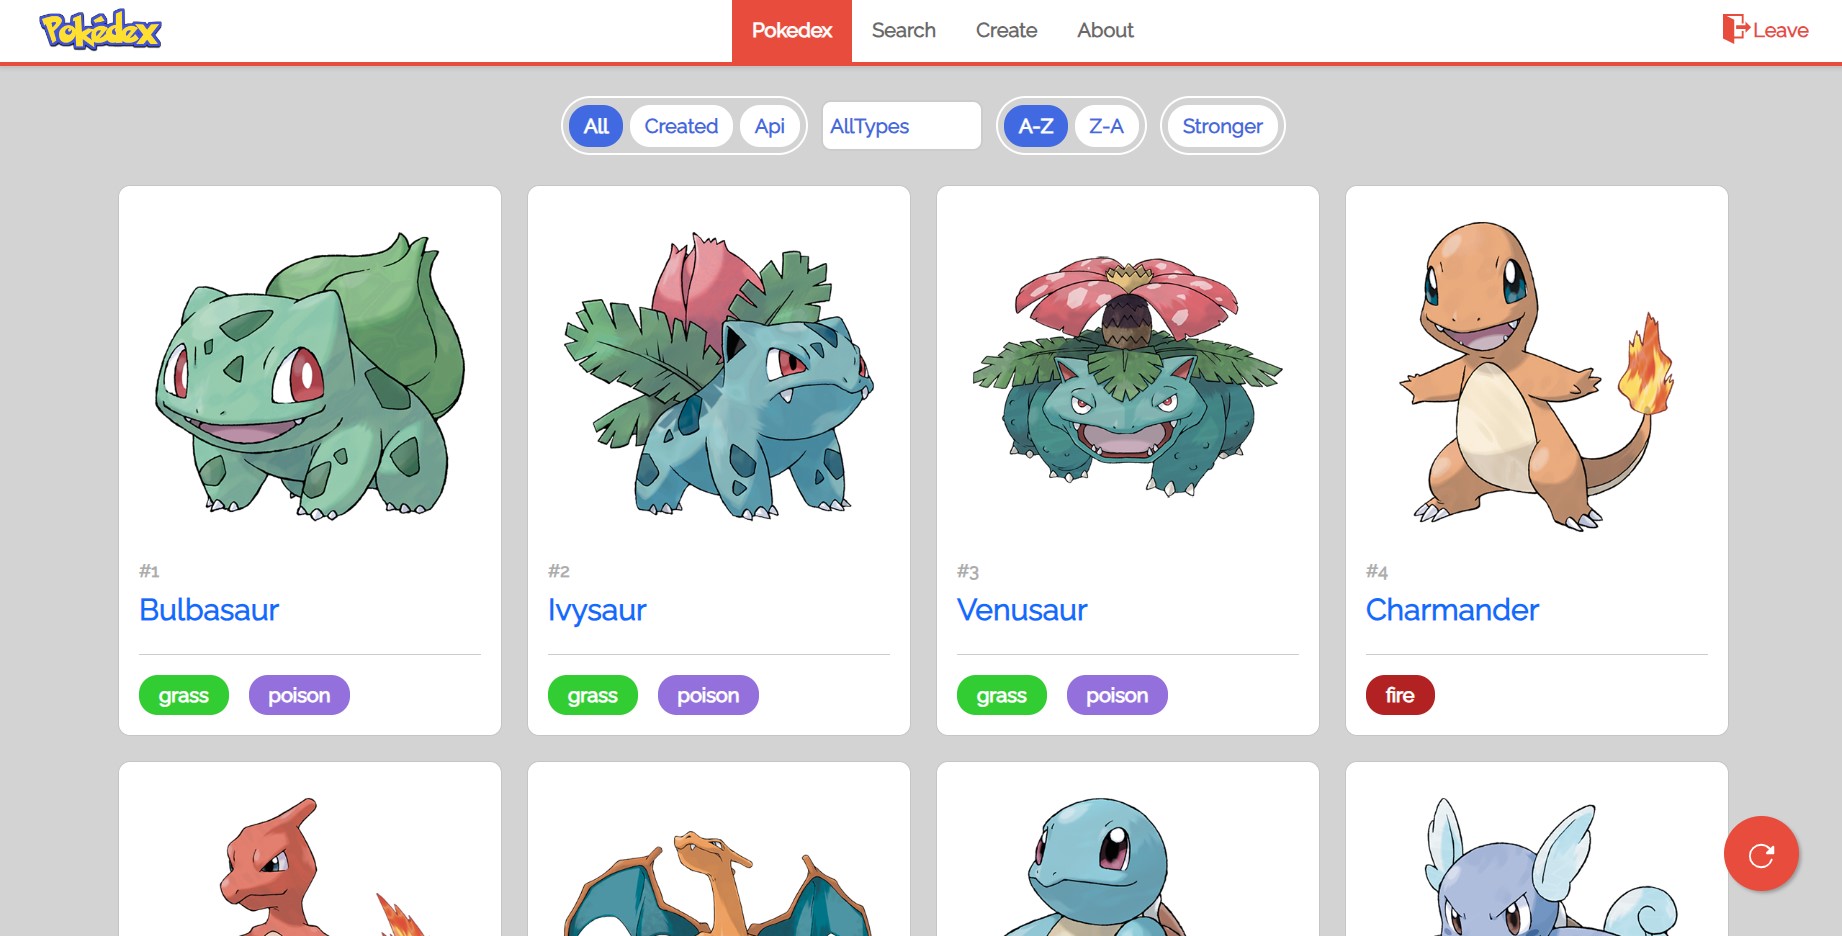 Pokédex Pokedex Search Create About Leave
All Created Api AllTypes A-Z Z-A Stronger
#1 #2 #3 #4
Bulbasaur Ivysaur Venusaur Charmander
grass poison grass poison grass poison fire